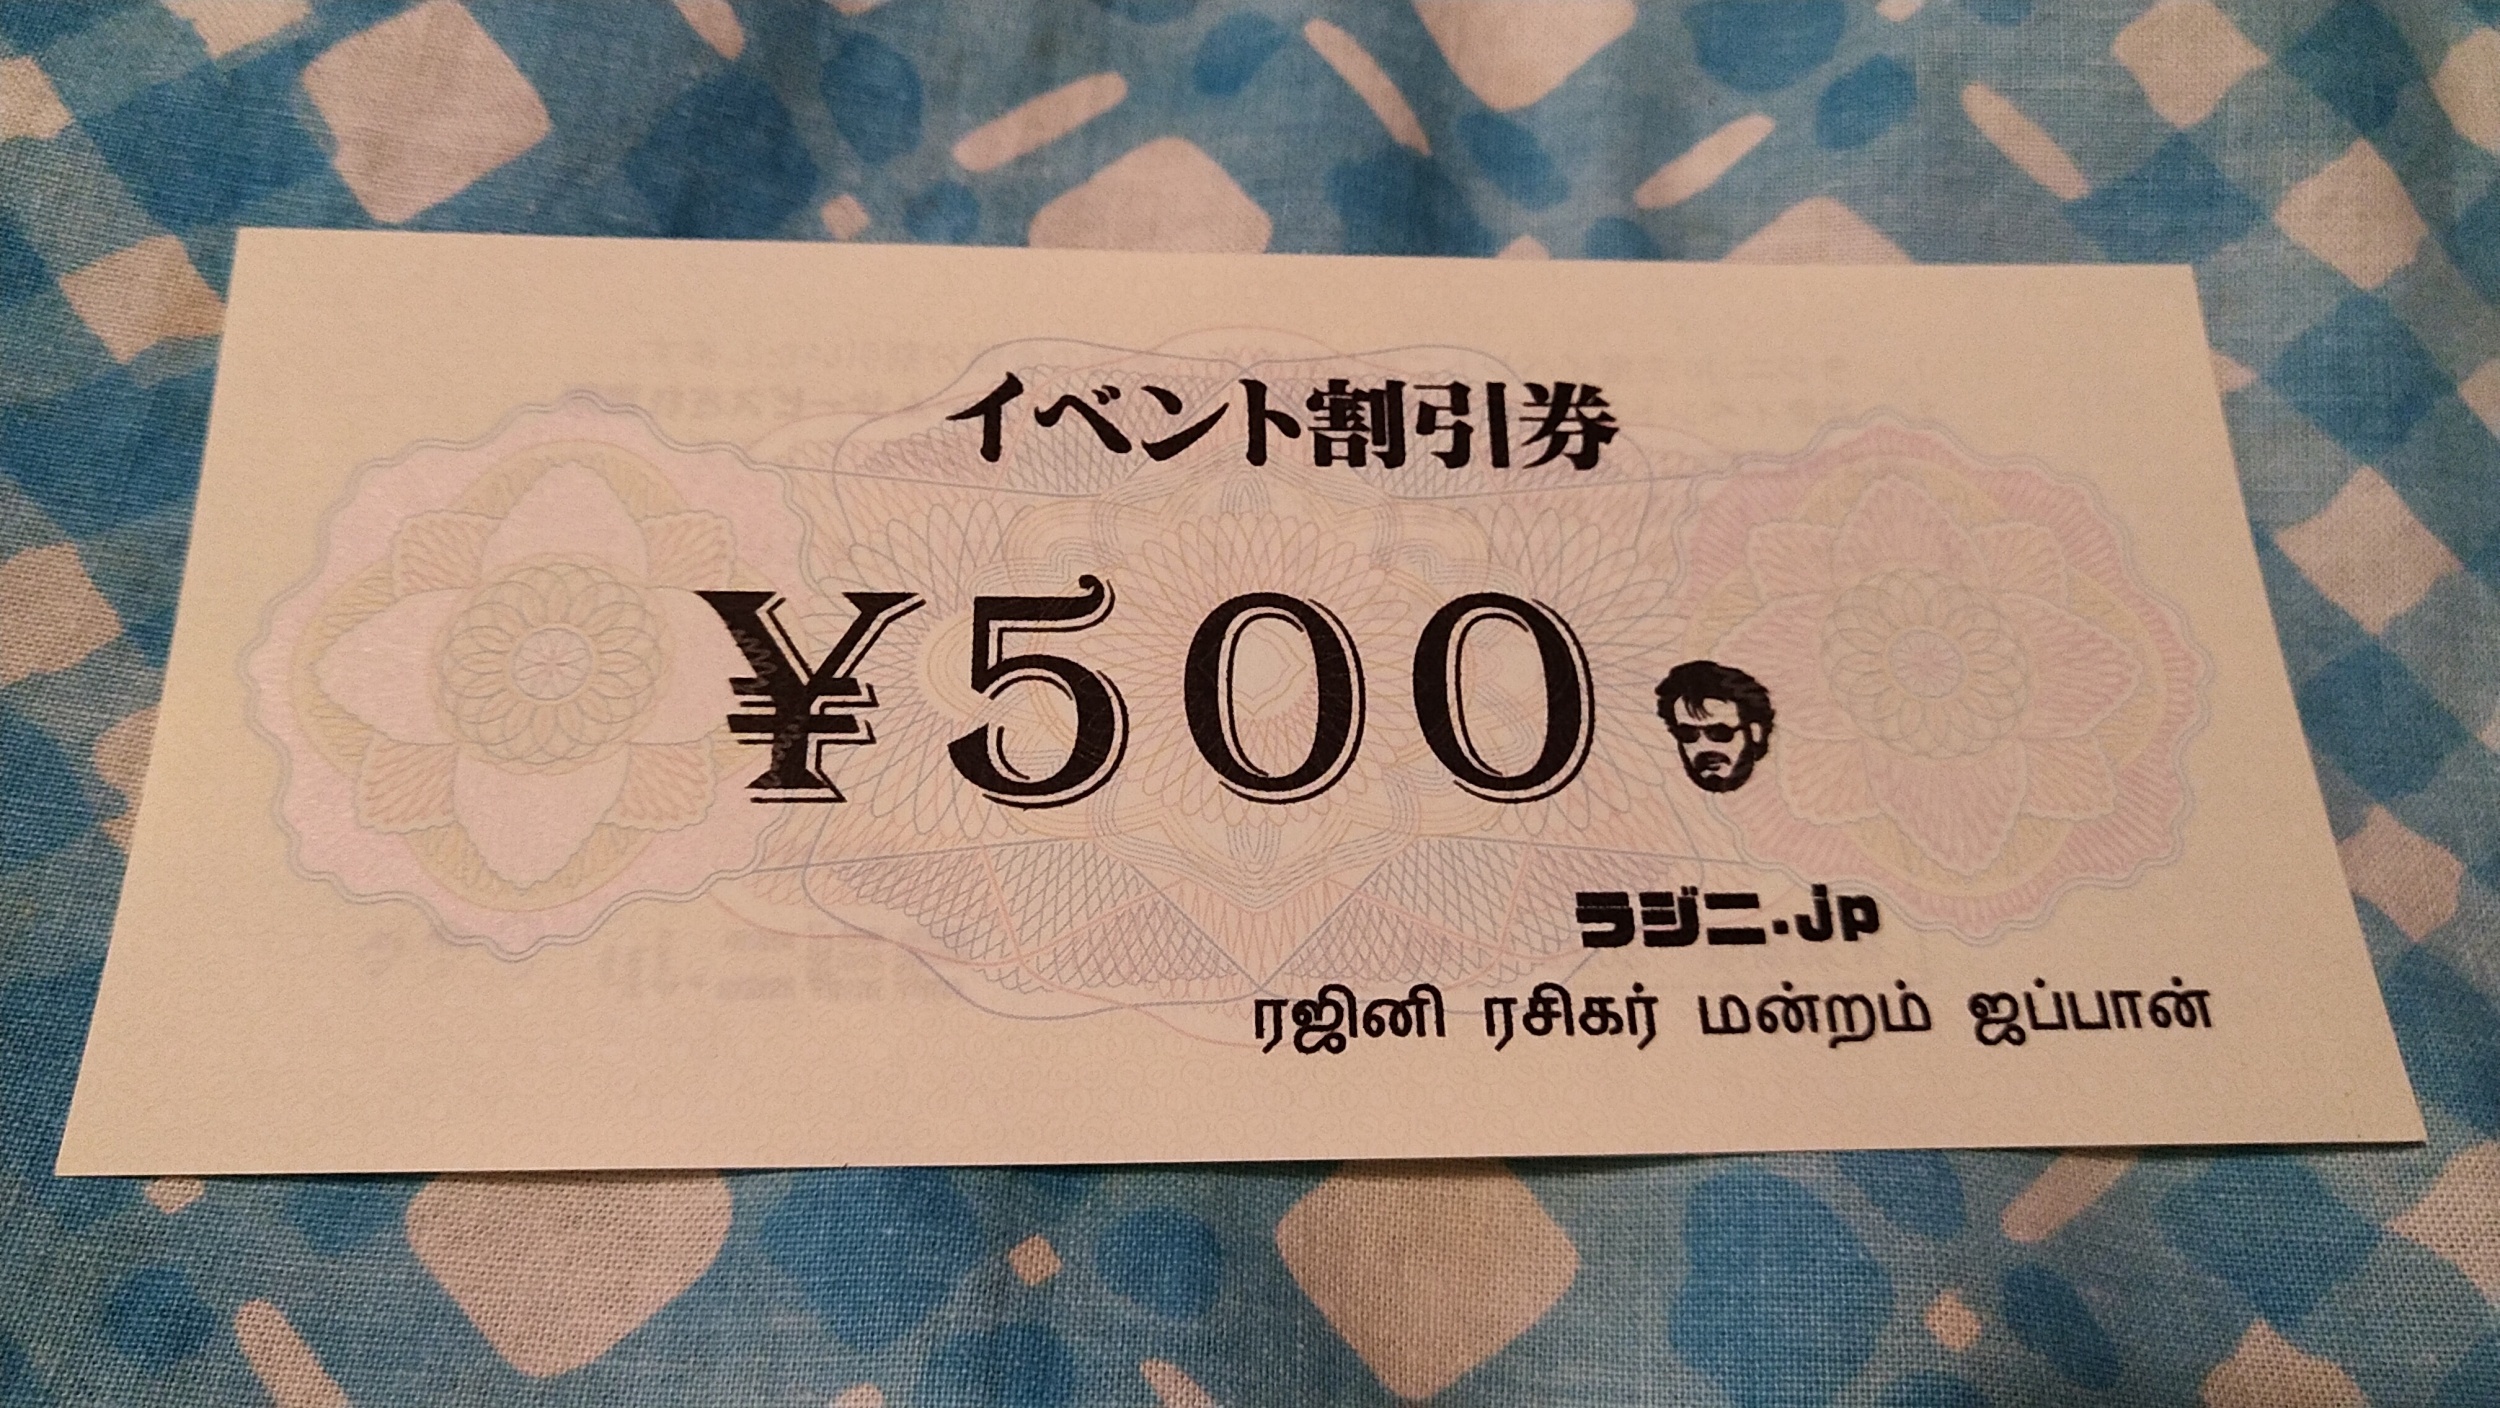 イベント割引券
¥500
ラジニ.jp
ரஜினி ரசிகர் மன்றம் ஜப்பான்